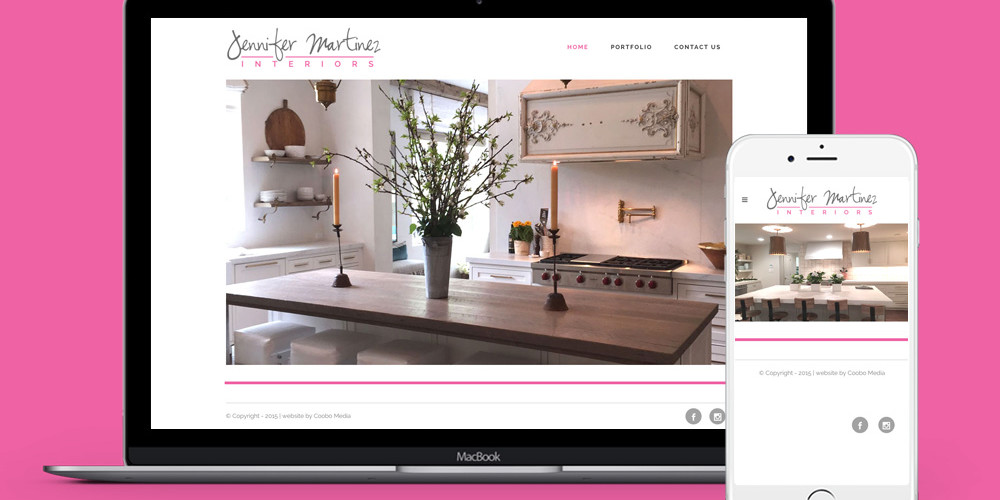 Jennifer Martinez
INTERIORS
HOME PORTFOLIO CONTACT US
© Copyright - 2015 | website by Coobo Media
MacBook
Jennifer Martinez
INTERIORS
© Copyright - 2015 | website by Coobo Media